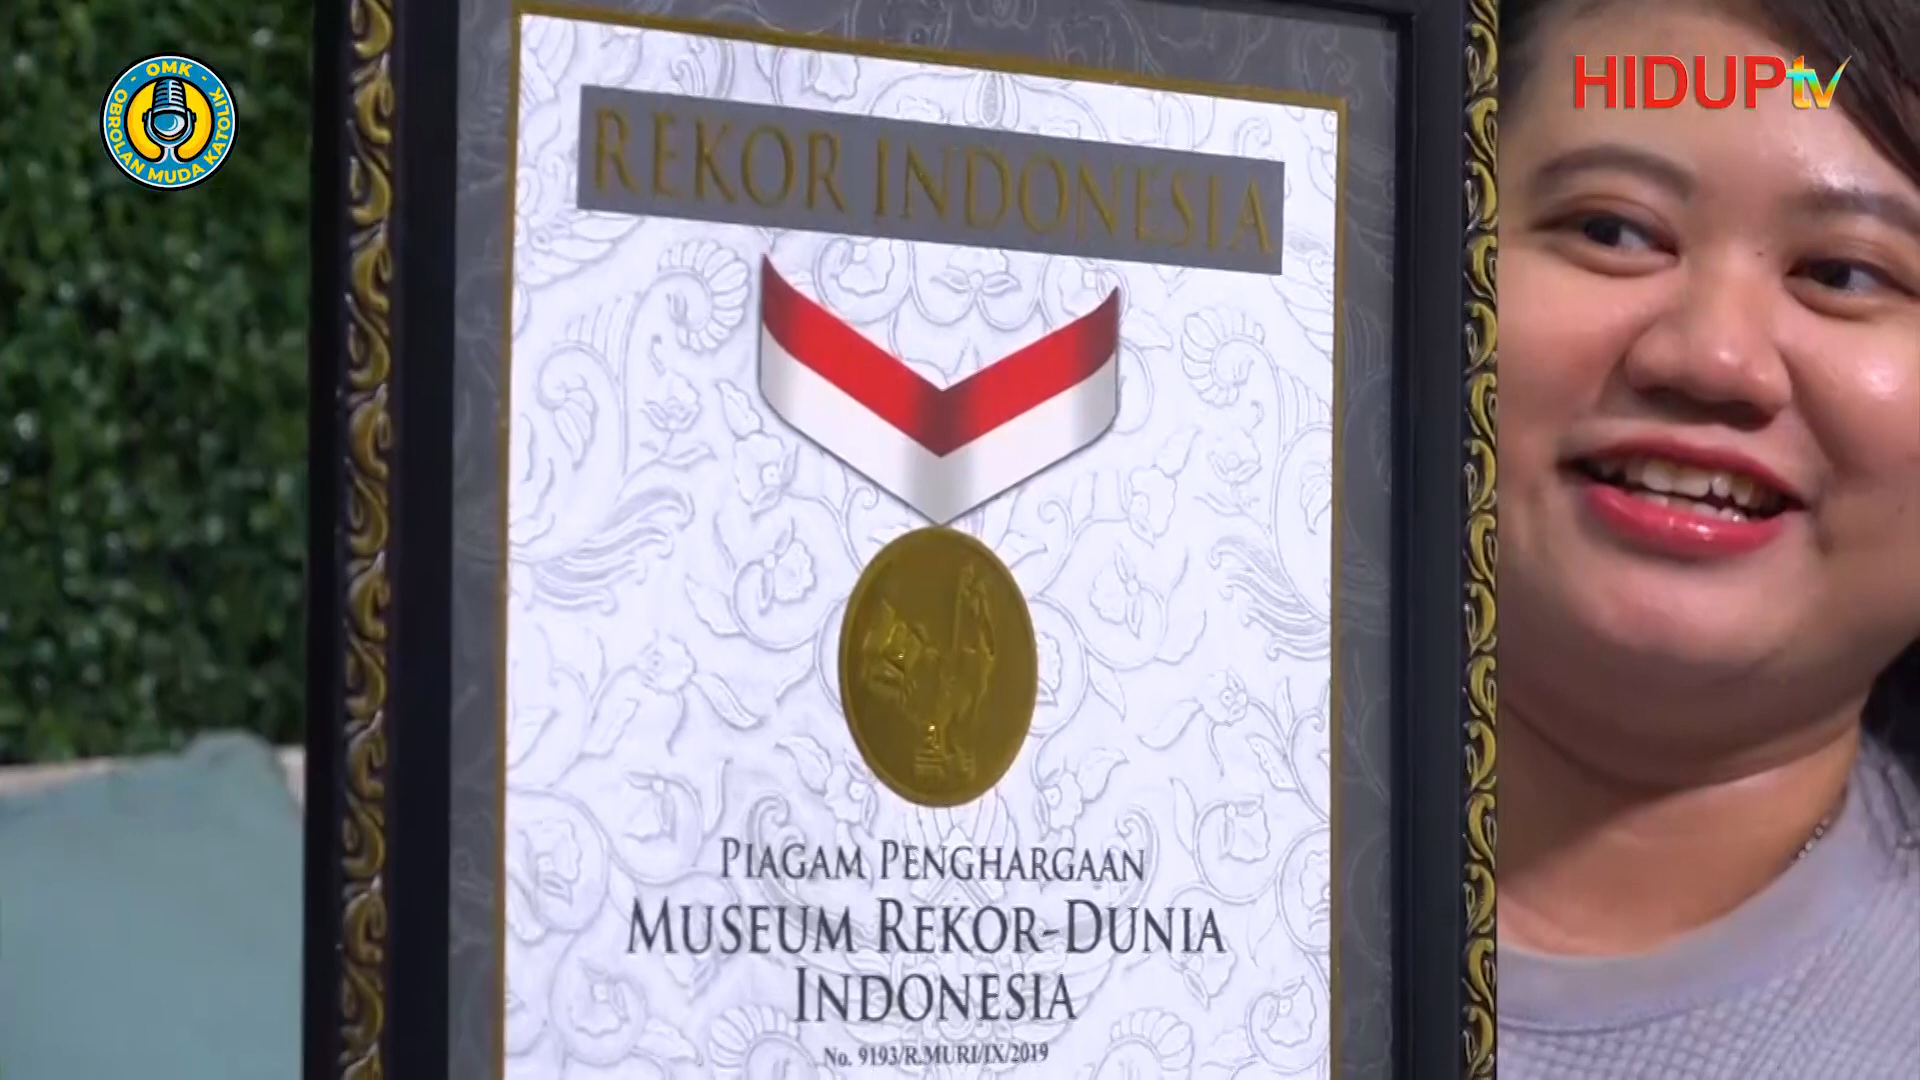 OMK
OBROLAN MUDA KATOLIK
HIDUPtv
REKOR INDONESIA
PIAGAM PENGHARGAAN
MUSEUM REKOR-DUNIA
INDONESIA
No. 9193/R.MURI/IX/2019